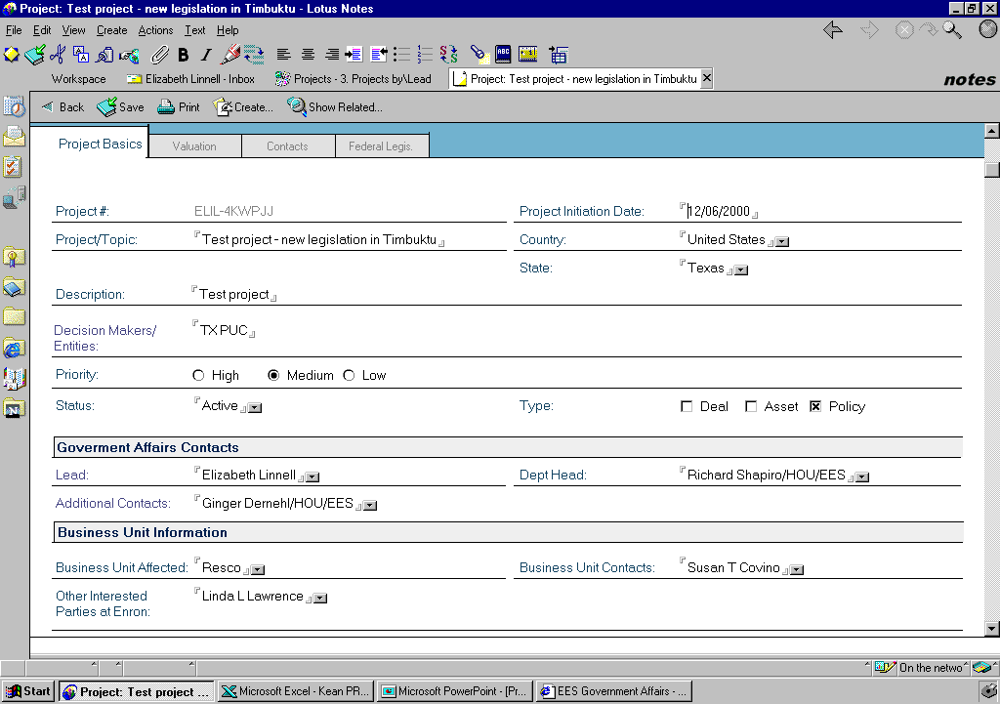 Project: Test project - new legislation in Timbuktu - Lotus Notes
File Edit View Create Actions Text Help
Workspace Elizabeth Linnell - Inbox Projects - 3. Projects by\Lead Project: Test project - new legislation in Timbuktu notes
Back Save Print Create... Show Related...
Project Basics Valuation Contacts Federal Legis.
Project #: ELIL-4KWPJJ Project Initiation Date: 12/06/2000
Project/Topic: Test project - new legislation in Timbuktu Country: United States
State: Texas
Description: Test project
Decision Makers/ TX PUC
Entities:
Priority: High Medium Low
Status: Active Type: Deal Asset Policy
Goverment Affairs Contacts
Lead: Elizabeth Linnell Dept Head: Richard Shapiro/HOU/EES
Additional Contacts: Ginger Dernehl/HOU/EES
Business Unit Information
Business Unit Affected: Resco Business Unit Contacts: Susan T Covino
Other Interested Linda L Lawrence
Parties at Enron:
On the netwo
Start Project: Test project ... Microsoft Excel - Kean PR... Microsoft PowerPoint - [Pr... EES Government Affairs - ...